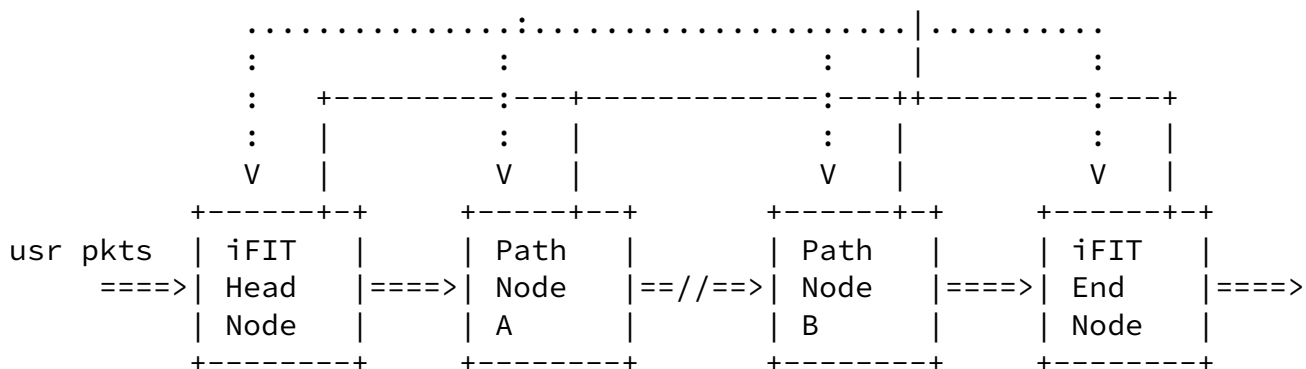 ...............:......................|..........
:               :                   :     |          :
:    +---------:---+-------------:---++---------:---+
:    |          :    |              :    |           :    |
V    |          V    |              V    |           V    |
+------+-+     +-----+--+       +------+-+     +------+-+
usr pkts  | iFIT   |     | Path   |       | Path   |     | iFIT   |
====>| Head   |====>| Node   |==//==>| Node   |====>| End    |====>
| Node   |     | A      |       | B      |     | Node   |
+--------+     +--------+       +--------+     +--------+